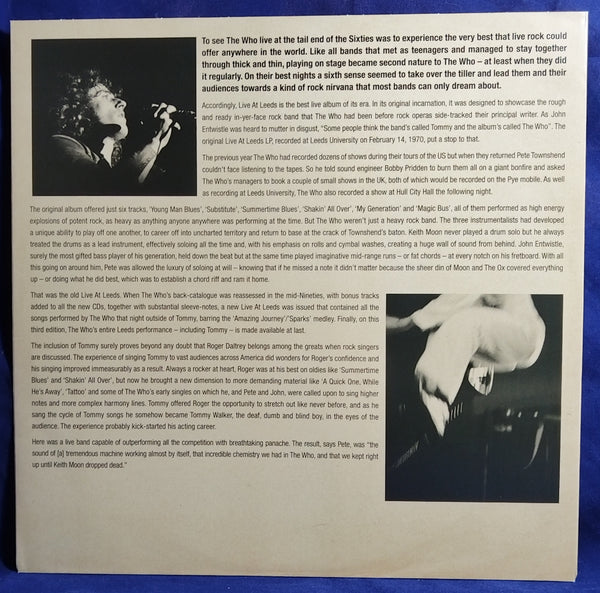 To see The Who live at the tail end of the Sixties was to experience the very best that live rock could
offer anywhere in the world. Like all bands that met as teenagers and managed to stay together
through thick and thin, playing on stage became second nature to The Who – at least when they did
it regularly. On their best nights a sixth sense seemed to take over the tiller and lead them and their
audiences towards a kind of rock nirvana that most bands can only dream about.
Accordingly, Live At Leeds is the best live album of its era. In its original incarnation, it was designed to showcase the rough
and ready in-yer-face rock band that The Who had been before rock operas side-tracked their principal writer. As John
Entwistle was heard to mutter in disgust, "Some people think the band's called Tommy and the album's called The Who". The
original Live At Leeds LP, recorded at Leeds University on February 14, 1970, put a stop to that.
The previous year The Who had recorded dozens of shows during their tours of the US but when they returned Pete Townshend
couldn't face listening to the tapes. So he told sound engineer Bobby Pridden to burn them all on a giant bonfire and asked
The Who's managers to book a couple of small shows in the UK, both of which would be recorded on the Pye mobile. As well
as recording at Leeds University, The Who also recorded a show at Hull City Hall the following night.
The original album offered just six tracks, 'Young Man Blues', 'Substitute', 'Summertime Blues', 'Shakin' All Over', 'My Generation' and 'Magic Bus', all of them performed as high energy
explosions of potent rock, as heavy as anything anyone anywhere was performing at the time. But The Who weren't just a heavy rock band. The three instrumentalists had developed
a unique ability to play off one another, to career off into uncharted territory and return to base at the crack of Townshend's baton. Keith Moon never played a drum solo but he always
treated the drums as a lead instrument, effectively soloing all the time and, with his emphasis on rolls and cymbal washes, creating a huge wall of sound from behind. John Entwistle,
surely the most gifted bass player of his generation, held down the beat but at the same time played imaginative mid-range runs – or fat chords – at every notch on his fretboard. With all
this going on around him, Pete was allowed the luxury of soloing at will – knowing that if he missed a note it didn't matter because the sheer din of Moon and The Ox covered everything
up – or doing what he did best, which was to establish a chord riff and ram it home.
That was the old Live At Leeds. When The Who's back-catalogue was reassessed in the mid-Nineties, with bonus tracks
added to all the new CDs, together with substantial sleeve-notes, a new Live At Leeds was issued that contained all the
songs performed by The Who that night outside of Tommy, barring the 'Amazing Journey'/'Sparks' medley. Finally, on this
third edition, The Who's entire Leeds performance – including Tommy – is made available at last.
The inclusion of Tommy surely proves beyond any doubt that Roger Daltrey belongs among the greats when rock singers
are discussed. The experience of singing Tommy to vast audiences across America did wonders for Roger's confidence and
his singing improved immeasurably as a result. Always a rocker at heart, Roger was at his best on oldies like 'Summertime
Blues' and 'Shakin' All Over', but now he brought a new dimension to more demanding material like 'A Quick One, While
He's Away', 'Tattoo' and some of The Who's early singles on which he, and Pete and John, were called upon to sing higher
notes and more complex harmony lines. Tommy offered Roger the opportunity to stretch out like never before, and as he
sang the cycle of Tommy songs he somehow became Tommy Walker, the deaf, dumb and blind boy, in the eyes of the
audience. The experience probably kick-started his acting career.
Here was a live band capable of outperforming all the competition with breathtaking panache. The result, says Pete, was "the
sound of [a] tremendous machine working almost by itself, that incredible chemistry we had in The Who, and that we kept right
up until Keith Moon dropped dead."